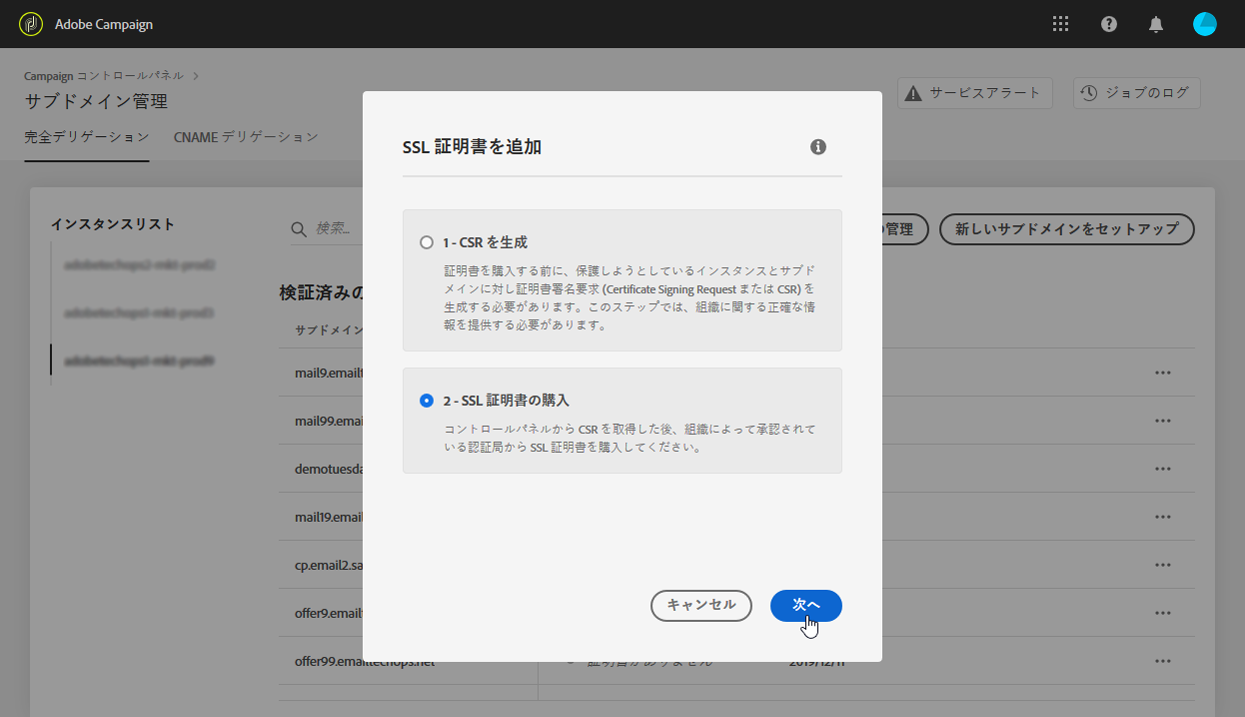 Adobe Campaign
Campaign コントロールパネル
サブドメイン管理
サービスアラート
ジョブのログ
完全デリゲーション
CNAME デリゲーション
インスタンスリスト
検索...
管理
新しいサブドメインをセットアップ
検証済みの
サブドメイン
mail9.email
mail99.emai
demotuesda
mail19.email
cp.email2.sa
offer9.email
offer99.emailtechops.net
証明書がありません
2019/12/11
SSL 証明書を追加
1 - CSR を生成
証明書を購入する前に、保護しようとしているインスタンスとサブド
メインに対し証明書署名要求 (Certificate Signing Request または CSR) を
生成する必要があります。このステップでは、組織に関する正確な情
報を提供する必要があります。
2 - SSL 証明書の購入
コントロールパネルから CSR を取得した後、組織によって承認されて
いる認証局から SSL 証明書を購入してください。
キャンセル
次へ